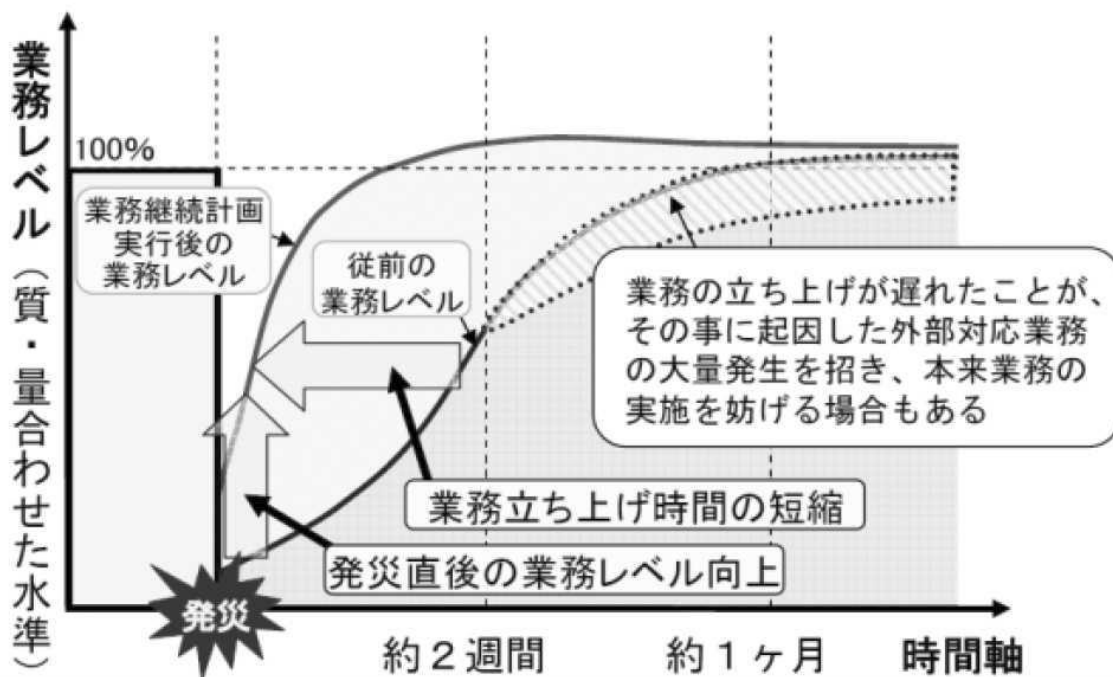 業務レベル（質・量合わせた水準）
100%
業務継続計画
実行後の
業務レベル
従前の
業務レベル
業務の立ち上げが遅れたことが、
その事に起因した外部対応業務
の大量発生を招き、本来業務の
実施を妨げる場合もある
業務立ち上げ時間の短縮
発災直後の業務レベル向上
発災
約２週間
約１ヶ月
時間軸